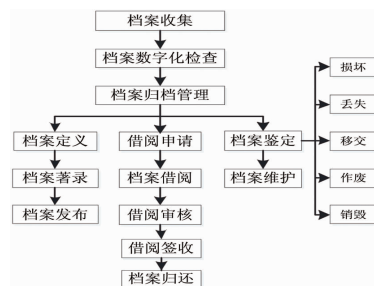 档案收集
档案数字化检查
档案归档管理
档案定义
借阅申请
档案鉴定
档案著录
档案借阅
档案维护
档案发布
借阅审核
借阅签收
档案归还
损坏
丢失
移交
作废
销毁